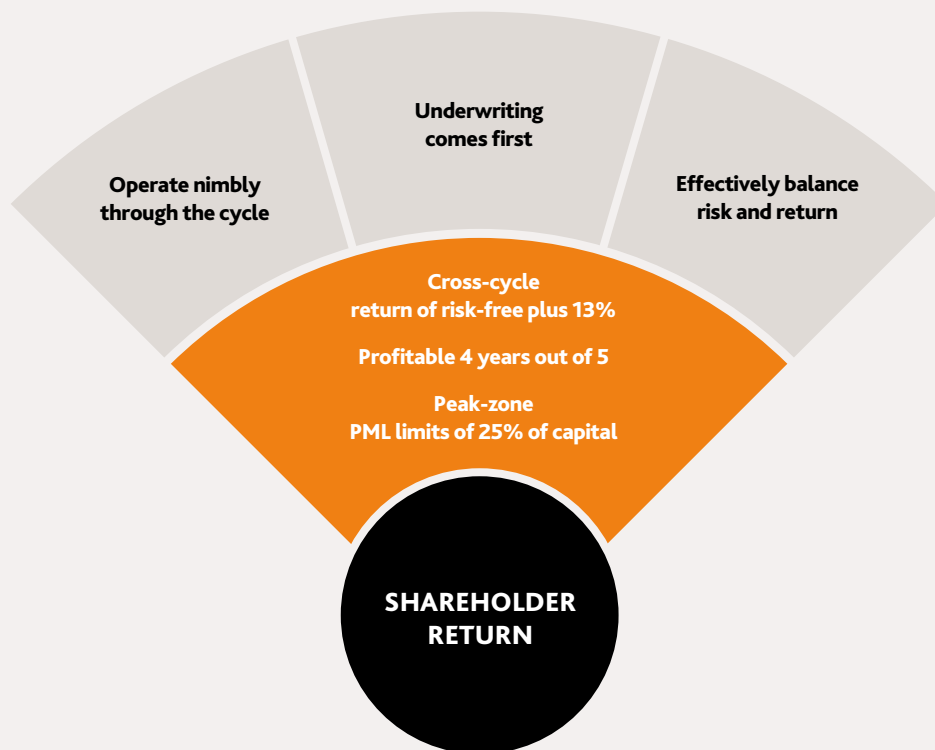 Underwriting
comes first
Operate nimbly
through the cycle
Effectively balance
risk and return
Cross-cycle
return of risk-free plus 13%
Profitable 4 years out of 5
Peak-zone
PML limits of 25% of capital
SHAREHOLDER
RETURN